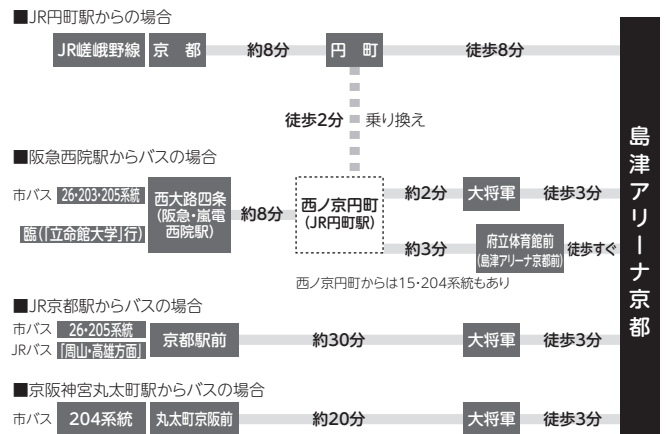 ■JR円町駅からの場合
JR嵯峨野線 京 都 約8分 円 町 徒歩8分
徒歩2分 乗り換え
■阪急西院駅からバスの場合
市バス 26・203・205系統
臨(「立命館大学」行)
西大路四条
(阪急・嵐電
西院駅)
約8分
西ノ京円町
(JR円町駅)
約2分 大将軍 徒歩3分
約3分 府立体育館前
(島津アリーナ京都前)
徒歩すぐ
西ノ京円町からは15・204系統もあり
■JR京都駅からバスの場合
市バス 26・205系統
JRバス 「周山・高雄方面」
京都駅前 約30分 大将軍 徒歩3分
■京阪神宮丸太町駅からバスの場合
市バス 204系統 丸太町京阪前 約20分 大将軍 徒歩3分
島津アリーナ京都